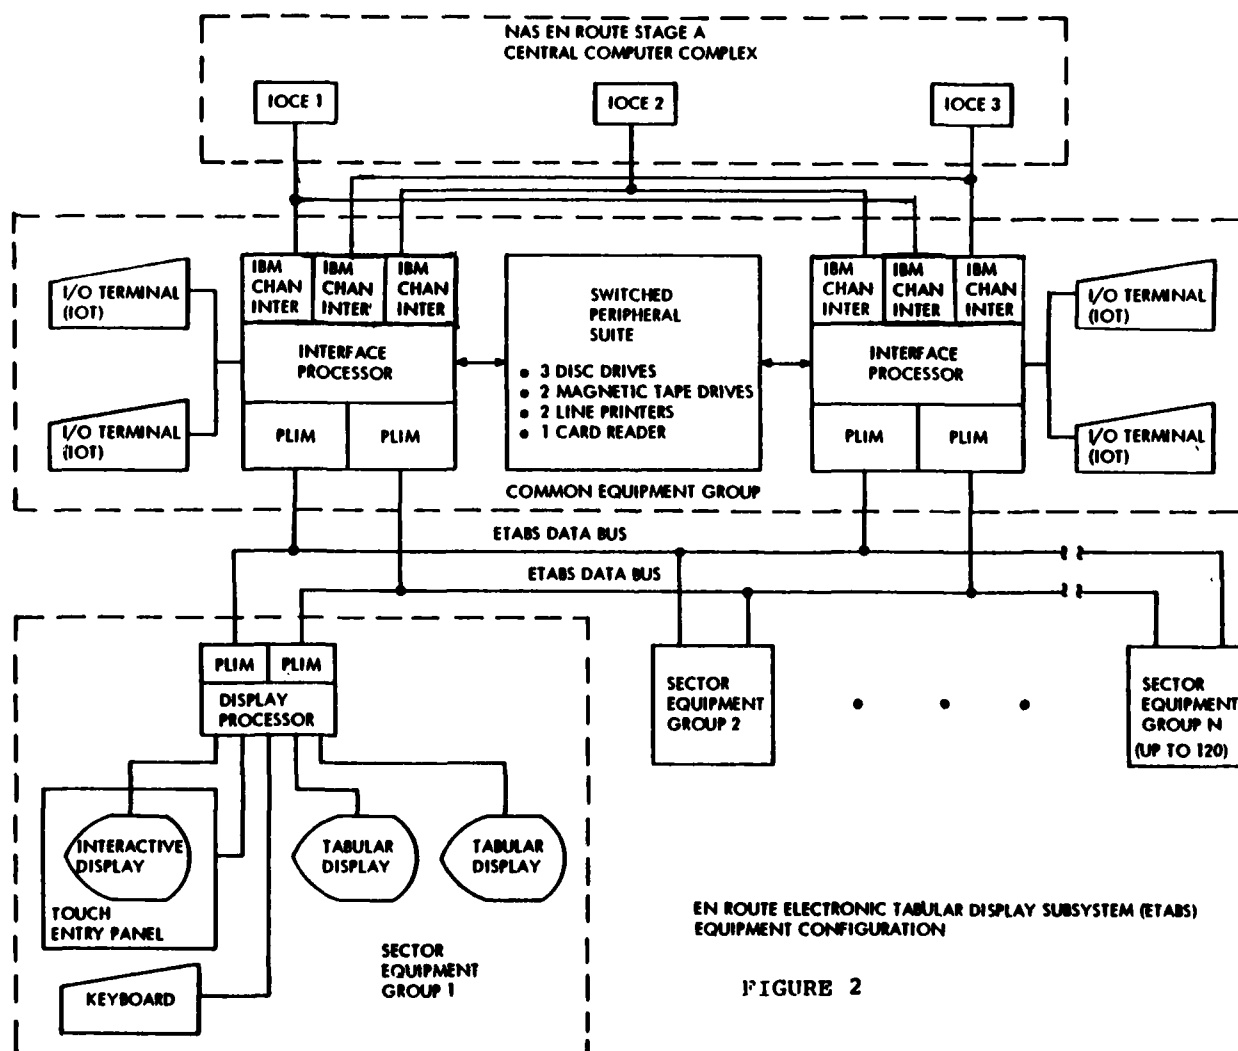 NAS EN ROUTE STAGE A
CENTRAL COMPUTER COMPLEX
IOCE 1
IOCE 2
IOCE 3
I/O TERMINAL
(IOT)
I/O TERMINAL
(IOT)
IBM
CHAN
INTER
IBM
CHAN
INTER'
IBM
CHAN
INTER
INTERFACE
PROCESSOR
PLIM
PLIM
SWITCHED
PERIPHERAL
SUITE
• 3 DISC DRIVES
• 2 MAGNETIC TAPE DRIVES
• 2 LINE PRINTERS
• 1 CARD READER
IBM
CHAN
INTER
IBM
CHAN
INTER
IBM
CHAN
INTER
INTERFACE
PROCESSOR
PLIM
PLIM
I/O TERMINAL
(IOT)
I/O TERMINAL
(IOT)
COMMON EQUIPMENT GROUP
ETABS DATA BUS
ETABS DATA BUS
PLIM
PLIM
DISPLAY
PROCESSOR
INTERACTIVE
DISPLAY
TOUCH
ENTRY PANEL
TABULAR
DISPLAY
TABULAR
DISPLAY
KEYBOARD
SECTOR
EQUIPMENT
GROUP 1
SECTOR
EQUIPMENT
GROUP 2
• • •
SECTOR
EQUIPMENT
GROUP N
(UP TO 120)
EN ROUTE ELECTRONIC TABULAR DISPLAY SUBSYSTEM (ETABS)
EQUIPMENT CONFIGURATION
FIGURE 2